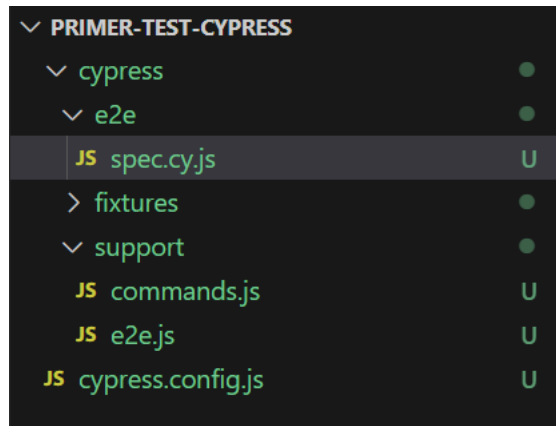 PRIMER-TEST-CYPRESS
cypress
e2e
JS spec.cy.js U
fixtures
support
JS commands.js U
JS e2e.js U
JS cypress.config.js U